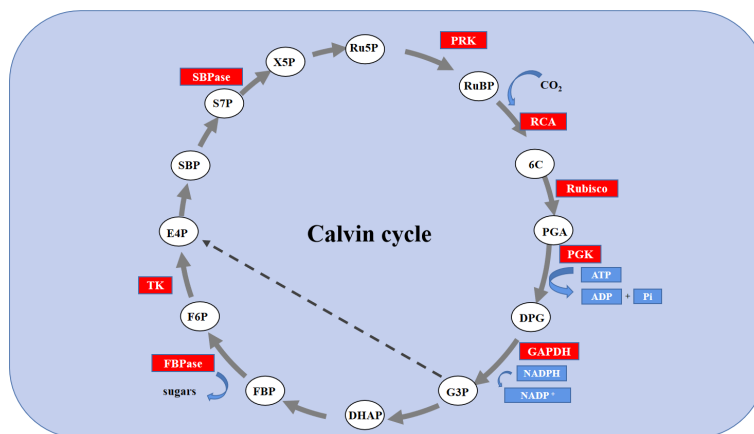 Ru5P
PRK
X5P
SBPase
RuBP
CO₂
S7P
RCA
SBP
6C
Rubisco
E4P
Calvin cycle
PGA
PGK
ATP
TK
ADP + Pi
F6P
DPG
FBPase
GAPDH
NADPH
sugars
FBP
G3P
NADP⁺
DHAP